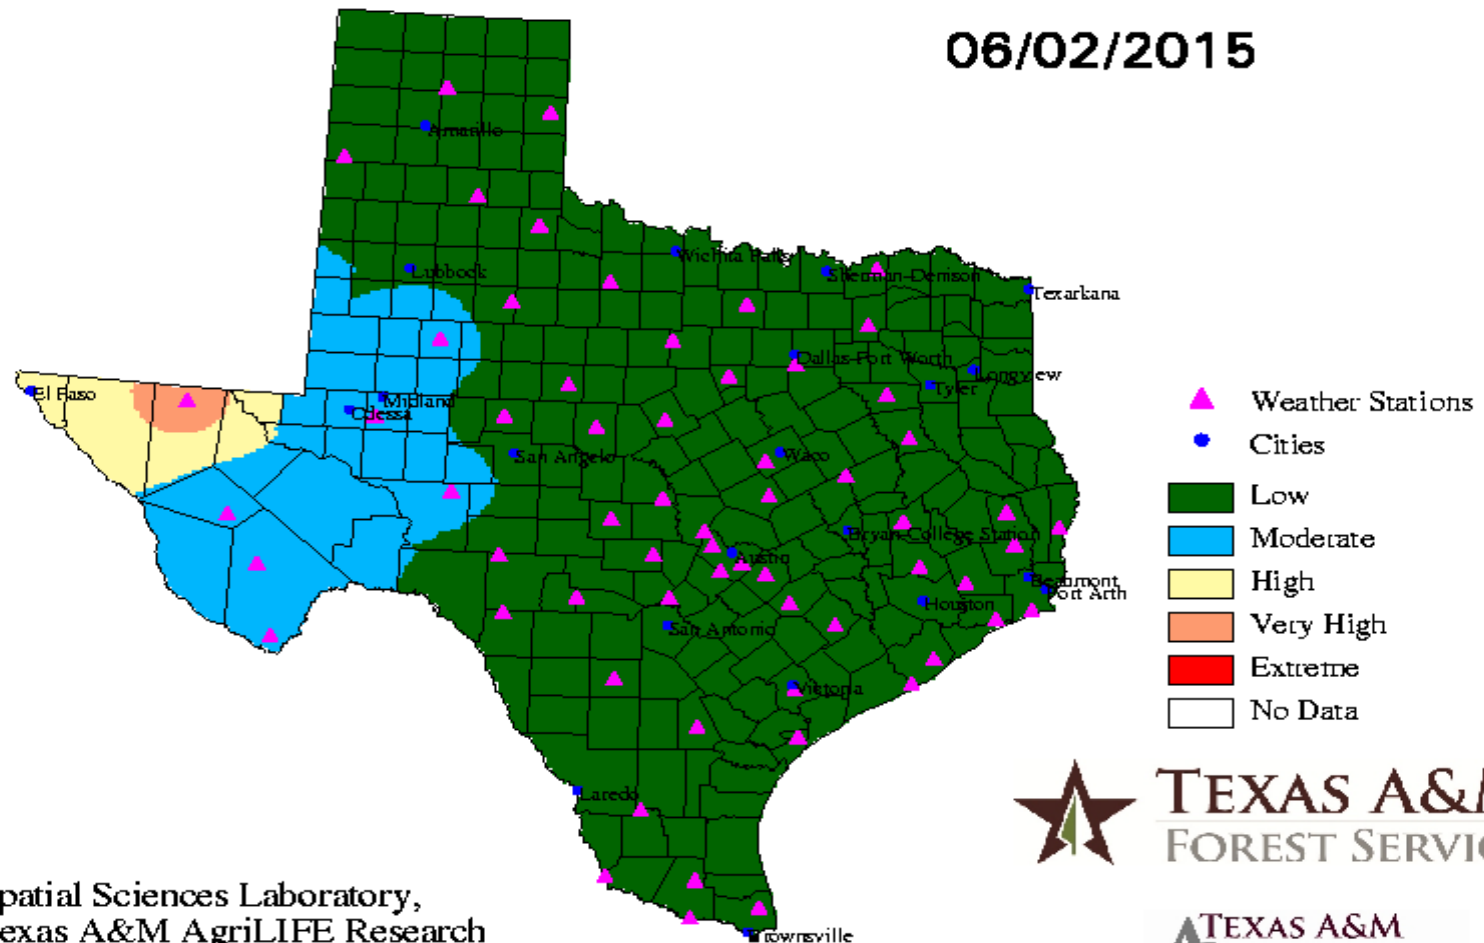 06/02/2015
Amarillo
Lubbock
Wichita Falls
Sherman-Denison
Texarkana
Dallas-Fort Worth
Longview
Tyler
El Paso
Midland
Odessa
San Angelo
Waco
Bryan-College Station
Austin
Beaumont
Port Arth
Houston
San Antonio
Victoria
Laredo
Brownsville
Weather Stations
Cities
Low
Moderate
High
Very High
Extreme
No Data
TEXAS A&M
FOREST SERVIC
patial Sciences Laboratory,
exas A&M AgriLIFE Research
TEXAS A&M